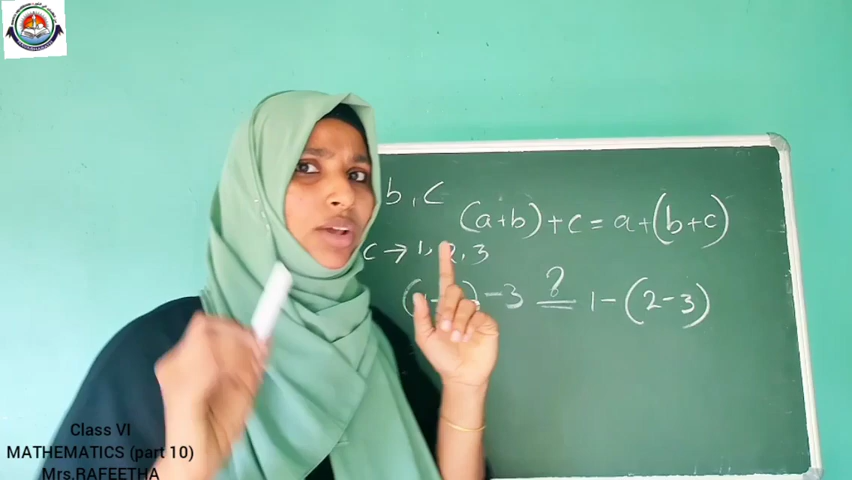 b, c
(a+b)+c = a+(b+c)
c → 1, 2, 3
-3 ? = 1-(2-3)
Class VI
MATHEMATICS (part 10)
Mrs.RAFEETHA